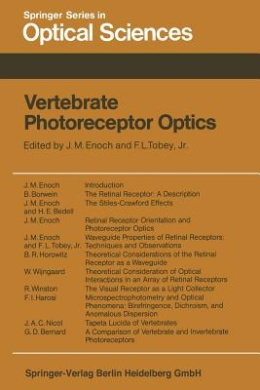 Springer Series in
Optical Sciences
Vertebrate
Photoreceptor Optics
Edited by J. M. Enoch and F.L.Tobey, Jr.
J. M. Enoch Introduction
B. Borwein The Retinal Receptor: A Description
J. M. Enoch The Stiles-Crawford Effects
and H. E. Bedell
J. M. Enoch Retinal Receptor Orientation and
Photoreceptor Optics
J. M. Enoch Waveguide Properties of Retinal Receptors:
and F. L. Tobey, Jr. Techniques and Observations
B. R. Horowitz Theoretical Considerations of the Retinal
Receptor as a Waveguide
W. Wijngaard Theoretical Consideration of Optical
Interactions in an Array of Retinal Receptors
R. Winston The Visual Receptor as a Light Collector
F. I. Harosi Microspectrophotometry and Optical
Phenomena: Birefringence, Dichroism, and
Anomalous Dispersion
J. A. C. Nicol Tapeta Lucida of Vertebrates
G. D. Bernard A Comparison of Vertebrate and Invertebrate
Photoreceptors
Springer-Verlag Berlin Heidelberg GmbH